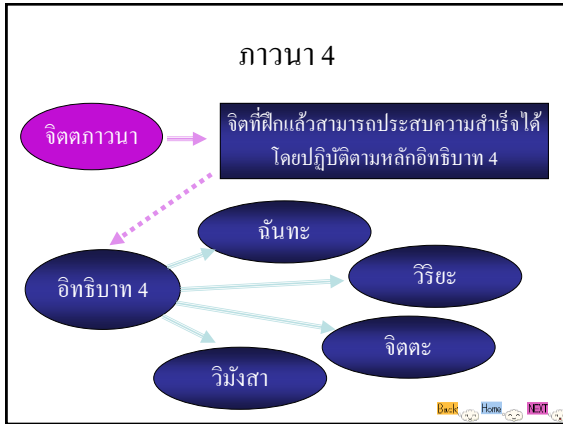 ภาวนา 4
จิตตภาวนา
จิตที่ฝึกแล้วสามารถประสบความสำเร็จได้
โดยปฏิบัติตามหลักอิทธิบาท 4
ฉันทะ
อิทธิบาท 4
วิริยะ
จิตตะ
วิมังสา
Back Home NEXT